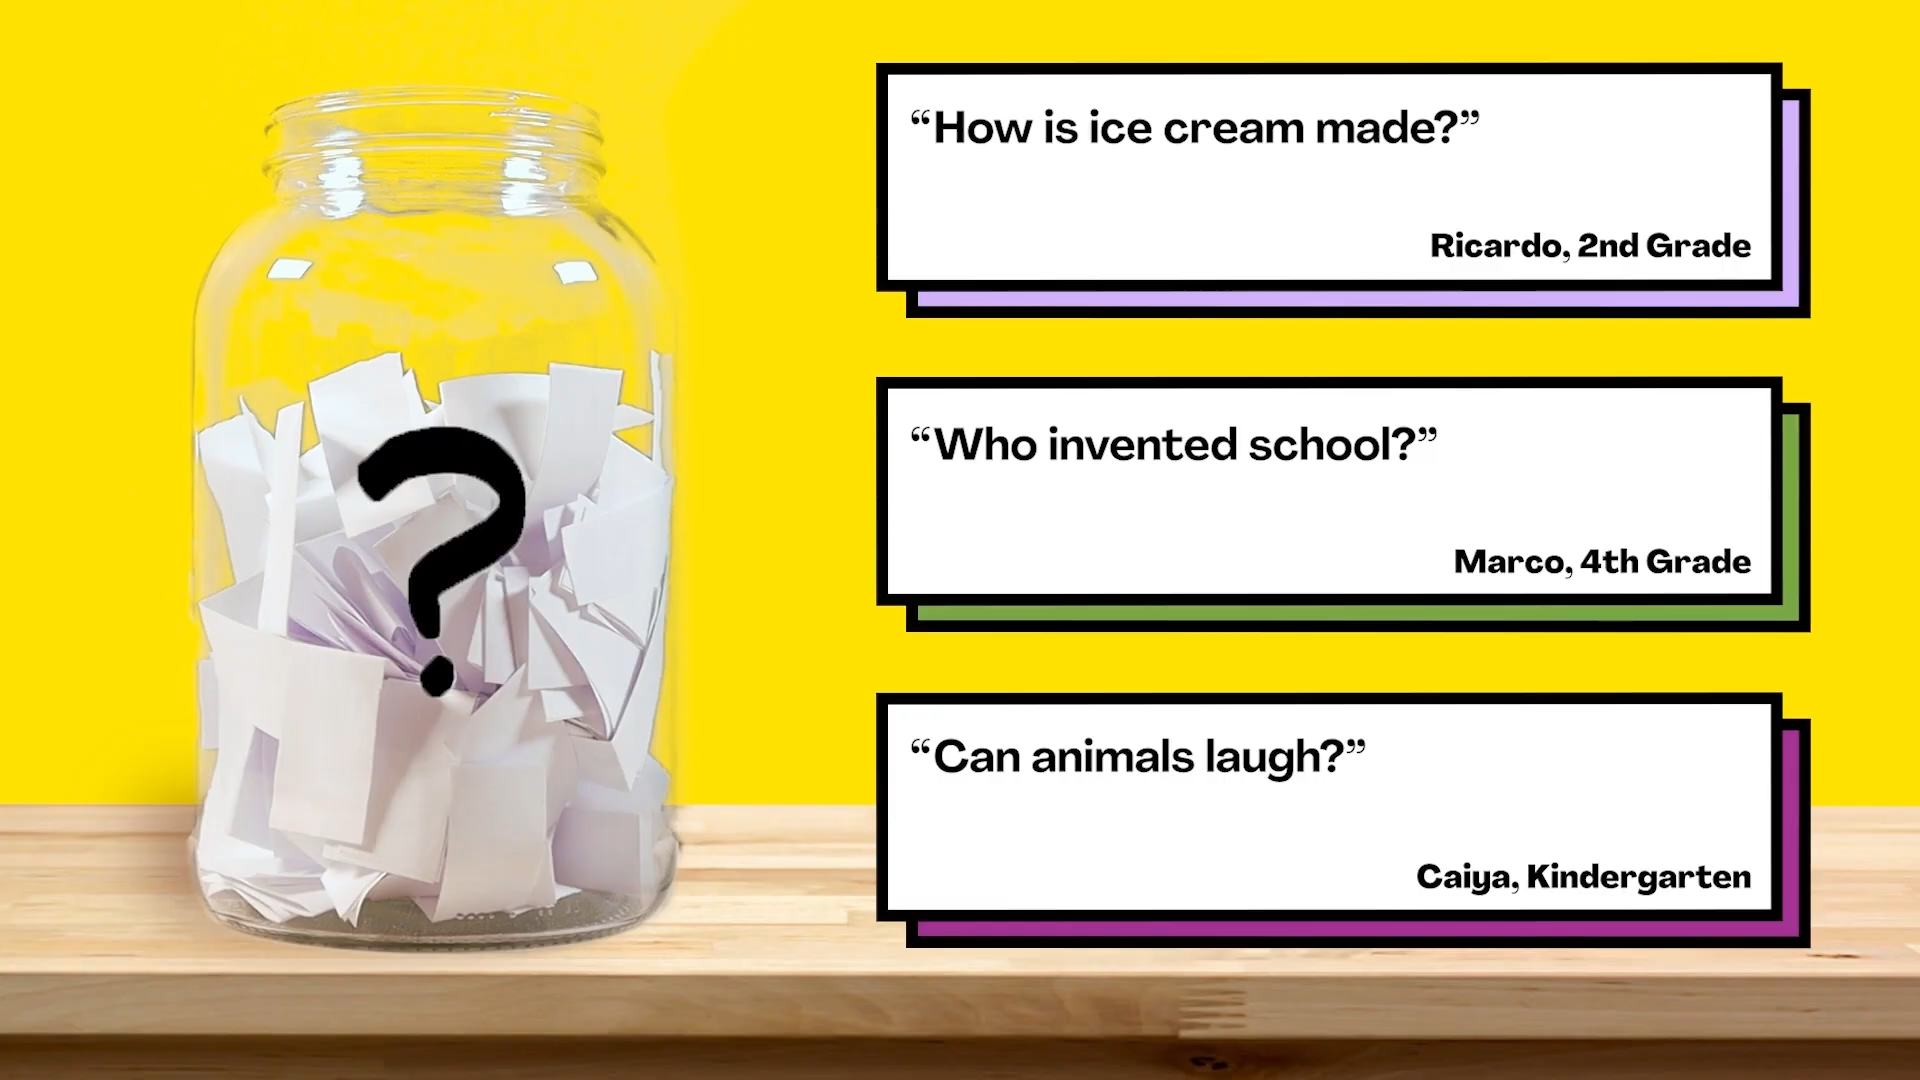 ?
“How is ice cream made?”
Ricardo, 2nd Grade
“Who invented school?”
Marco, 4th Grade
“Can animals laugh?”
Caiya, Kindergarten